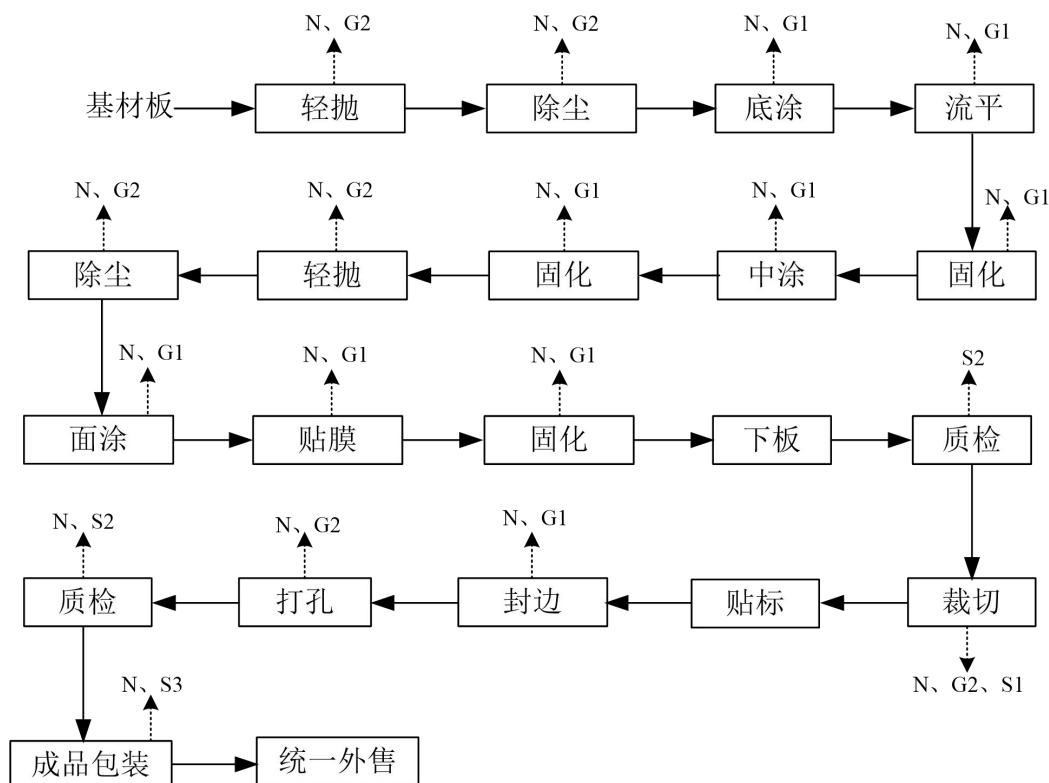 N、G2
N、G2
N、G1
N、G1
基材板
轻抛
除尘
底涂
流平
N、G2
N、G2
N、G1
N、G1
N、G1
除尘
轻抛
固化
中涂
固化
N、G1
N、G1
N、G1
S2
面涂
贴膜
固化
下板
质检
N、S2
N、G2
N、G1
质检
打孔
封边
贴标
裁切
N、G2、S1
N、S3
成品包装
统一外售